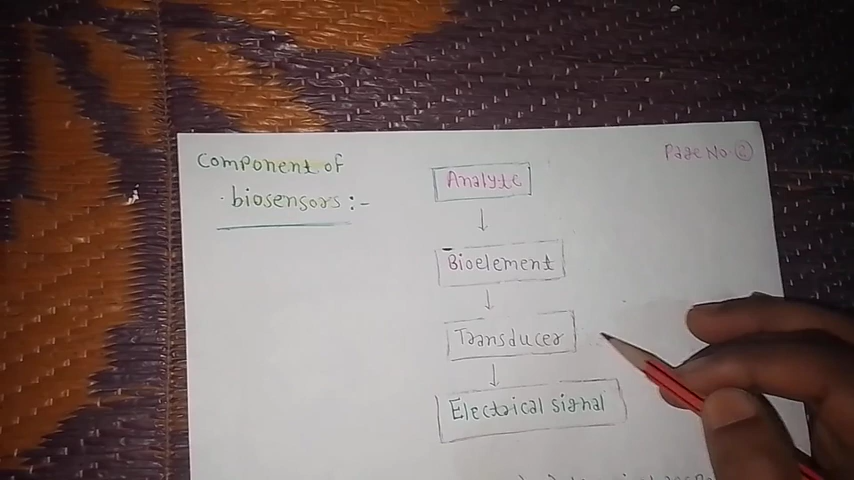 Component of
biosensors :-
Page No 2
Analyte
Bioelement
Transducer
Electrical signal